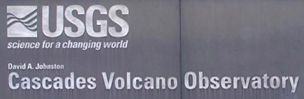 USGS
science for a changing world
David A. Johnston
Cascades Volcano Observatory